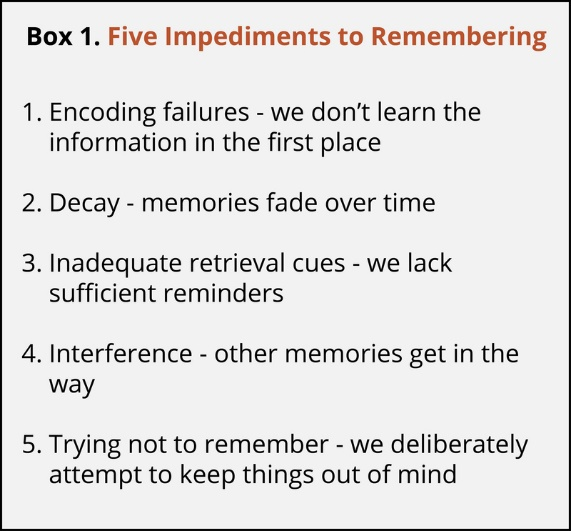 Box 1. Five Impediments to Remembering
1. Encoding failures - we don’t learn the
information in the first place
2. Decay - memories fade over time
3. Inadequate retrieval cues - we lack
sufficient reminders
4. Interference - other memories get in the
way
5. Trying not to remember - we deliberately
attempt to keep things out of mind